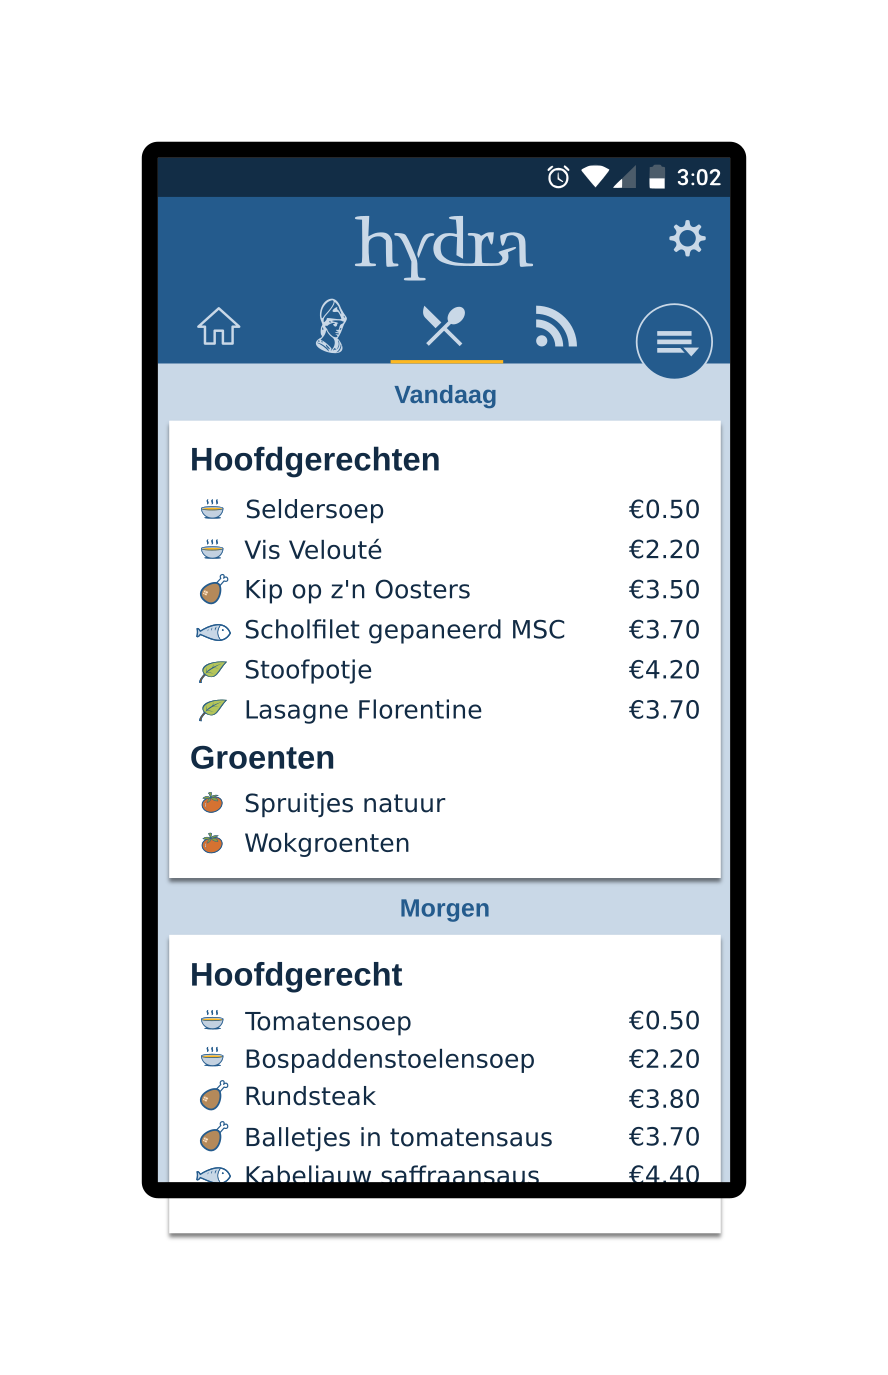 3:02
hydra
Vandaag
Hoofdgerechten
Seldersoep €0.50
Vis Velouté €2.20
Kip op z'n Oosters €3.50
Scholfilet gepaneerd MSC €3.70
Stoofpotje €4.20
Lasagne Florentine €3.70
Groenten
Spruitjes natuur
Wokgroenten
Morgen
Hoofdgerecht
Tomatensoep €0.50
Bospaddenstoelensoep €2.20
Rundsteak €3.80
Balletjes in tomatensaus €3.70
Kabeljauw saffraansaus €4.40